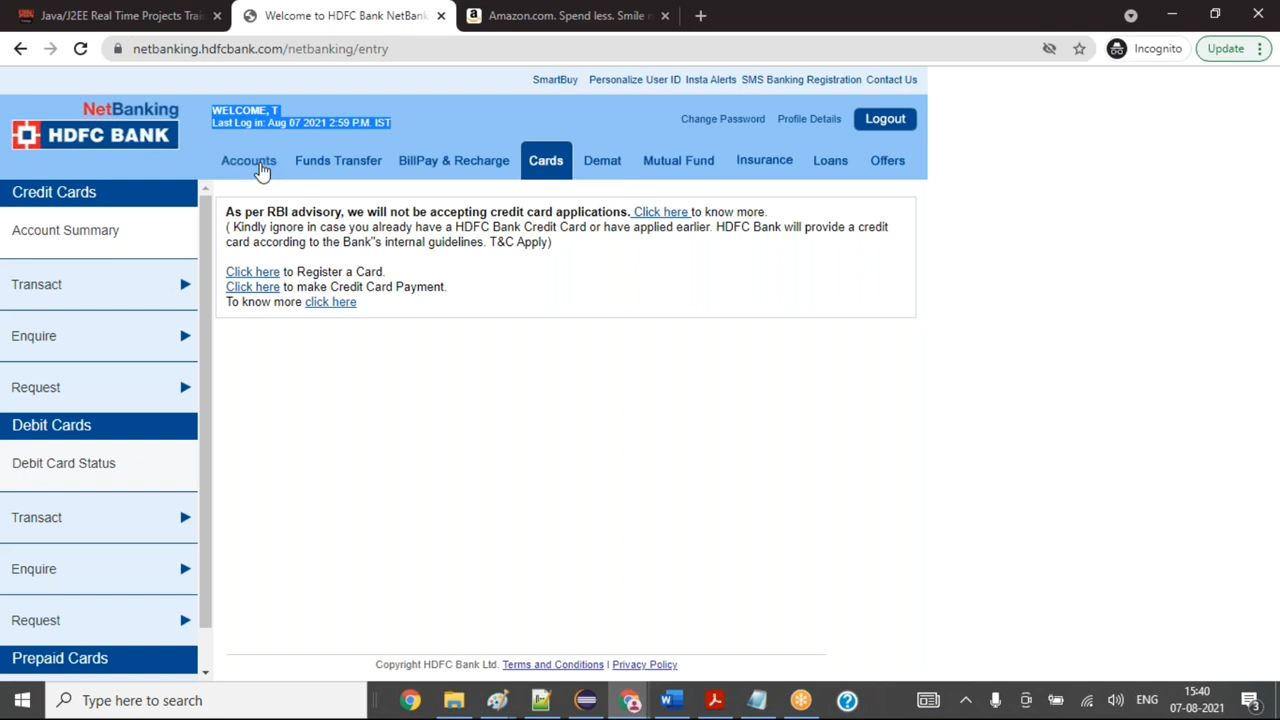 Java/J2EE Real Time Projects Trai
Welcome to HDFC Bank NetBank
Amazon.com. Spend less. Smile m
netbanking.hdfcbank.com/netbanking/entry
Incognito
Update
SmartBuy Personalize User ID Insta Alerts SMS Banking Registration Contact Us
NetBanking
HDFC BANK
WELCOME, T
Last Log in: Aug 07 2021 2:59 P.M. IST
Change Password Profile Details Logout
Accounts Funds Transfer BillPay & Recharge Cards Demat Mutual Fund Insurance Loans Offers
Credit Cards
Account Summary
Transact
Enquire
Request
Debit Cards
Debit Card Status
Transact
Enquire
Request
Prepaid Cards
As per RBI advisory, we will not be accepting credit card applications. Click here to know more.
( Kindly ignore in case you already have a HDFC Bank Credit Card or have applied earlier. HDFC Bank will provide a credit
card according to the Bank"s internal guidelines. T&C Apply)
Click here to Register a Card.
Click here to make Credit Card Payment.
To know more click here
Copyright HDFC Bank Ltd. Terms and Conditions I Privacy Policy
Type here to search
ENG
15:40
07-08-2021
3